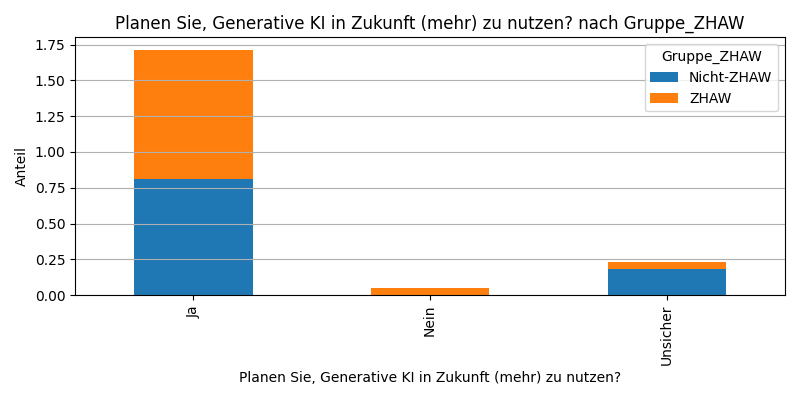 Planen Sie, Generative KI in Zukunft (mehr) zu nutzen? nach Gruppe_ZHAW
Gruppe_ZHAW
Nicht-ZHAW
ZHAW
1.75
1.50
1.25
1.00
0.75
0.50
0.25
0.00
Anteil
Ja
Nein
Unsicher
Planen Sie, Generative KI in Zukunft (mehr) zu nutzen?